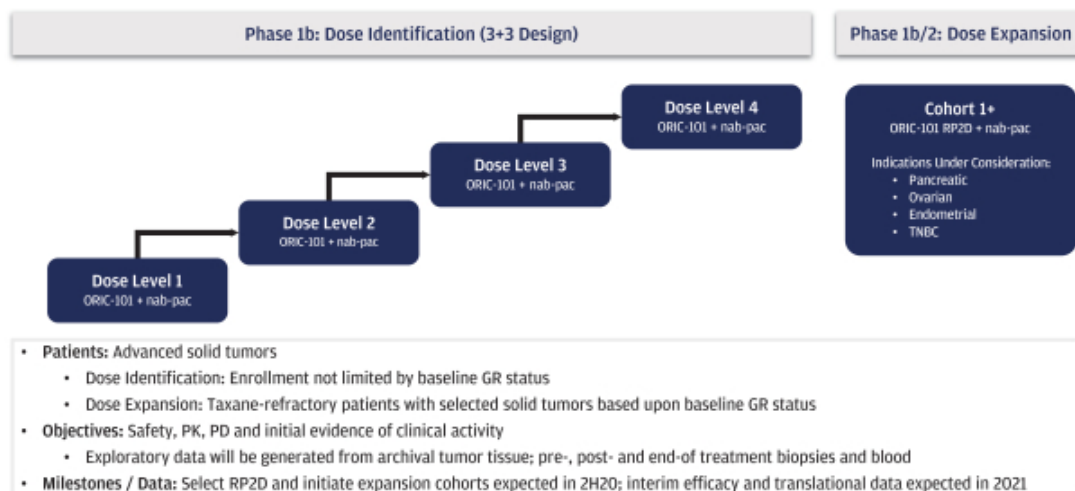 Phase 1b: Dose Identification (3+3 Design)
Phase 1b/2: Dose Expansion
Dose Level 4
ORIC-101 + nab-pac
Dose Level 3
ORIC-101 + nab-pac
Dose Level 2
ORIC-101 + nab-pac
Dose Level 1
ORIC-101 + nab-pac
Cohort 1+
ORIC-101 RP2D + nab-pac
Indications Under Consideration:
• Pancreatic
• Ovarian
• Endometrial
• TNBC
• Patients: Advanced solid tumors
• Dose Identification: Enrollment not limited by baseline GR status
• Dose Expansion: Taxane-refractory patients with selected solid tumors based upon baseline GR status
• Objectives: Safety, PK, PD and initial evidence of clinical activity
• Exploratory data will be generated from archival tumor tissue; pre-, post- and end-of treatment biopsies and blood
• Milestones / Data: Select RP2D and initiate expansion cohorts expected in 2H20; interim efficacy and translational data expected in 2021